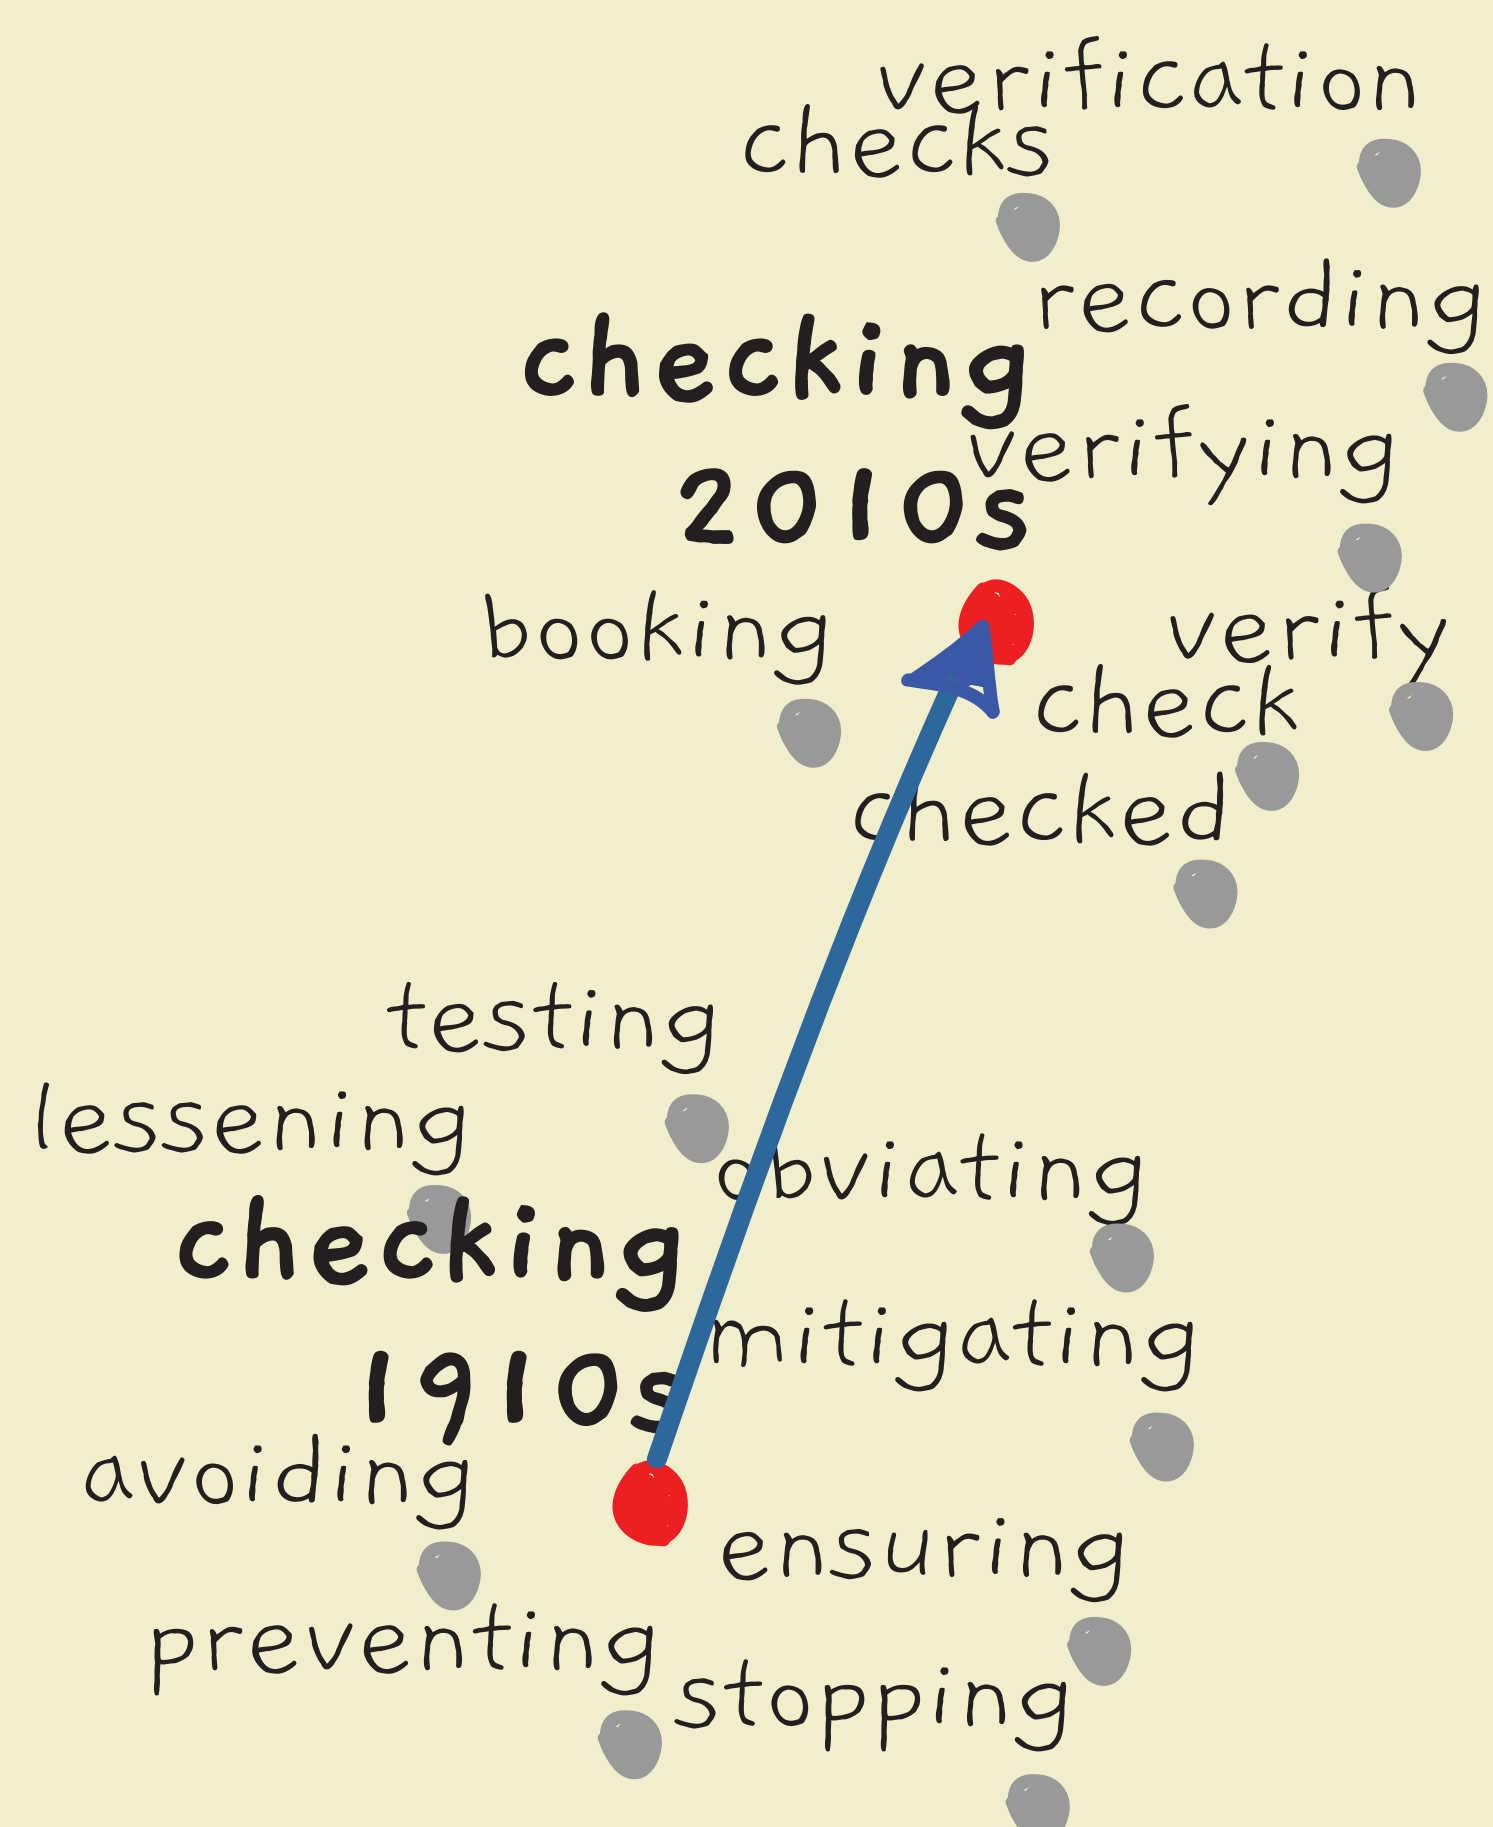 verification
checks
recording
checking
2010s
verifying
booking
verify
check
checked
testing
lessening
obviating
checking
1910s
mitigating
avoiding
ensuring
preventing
stopping